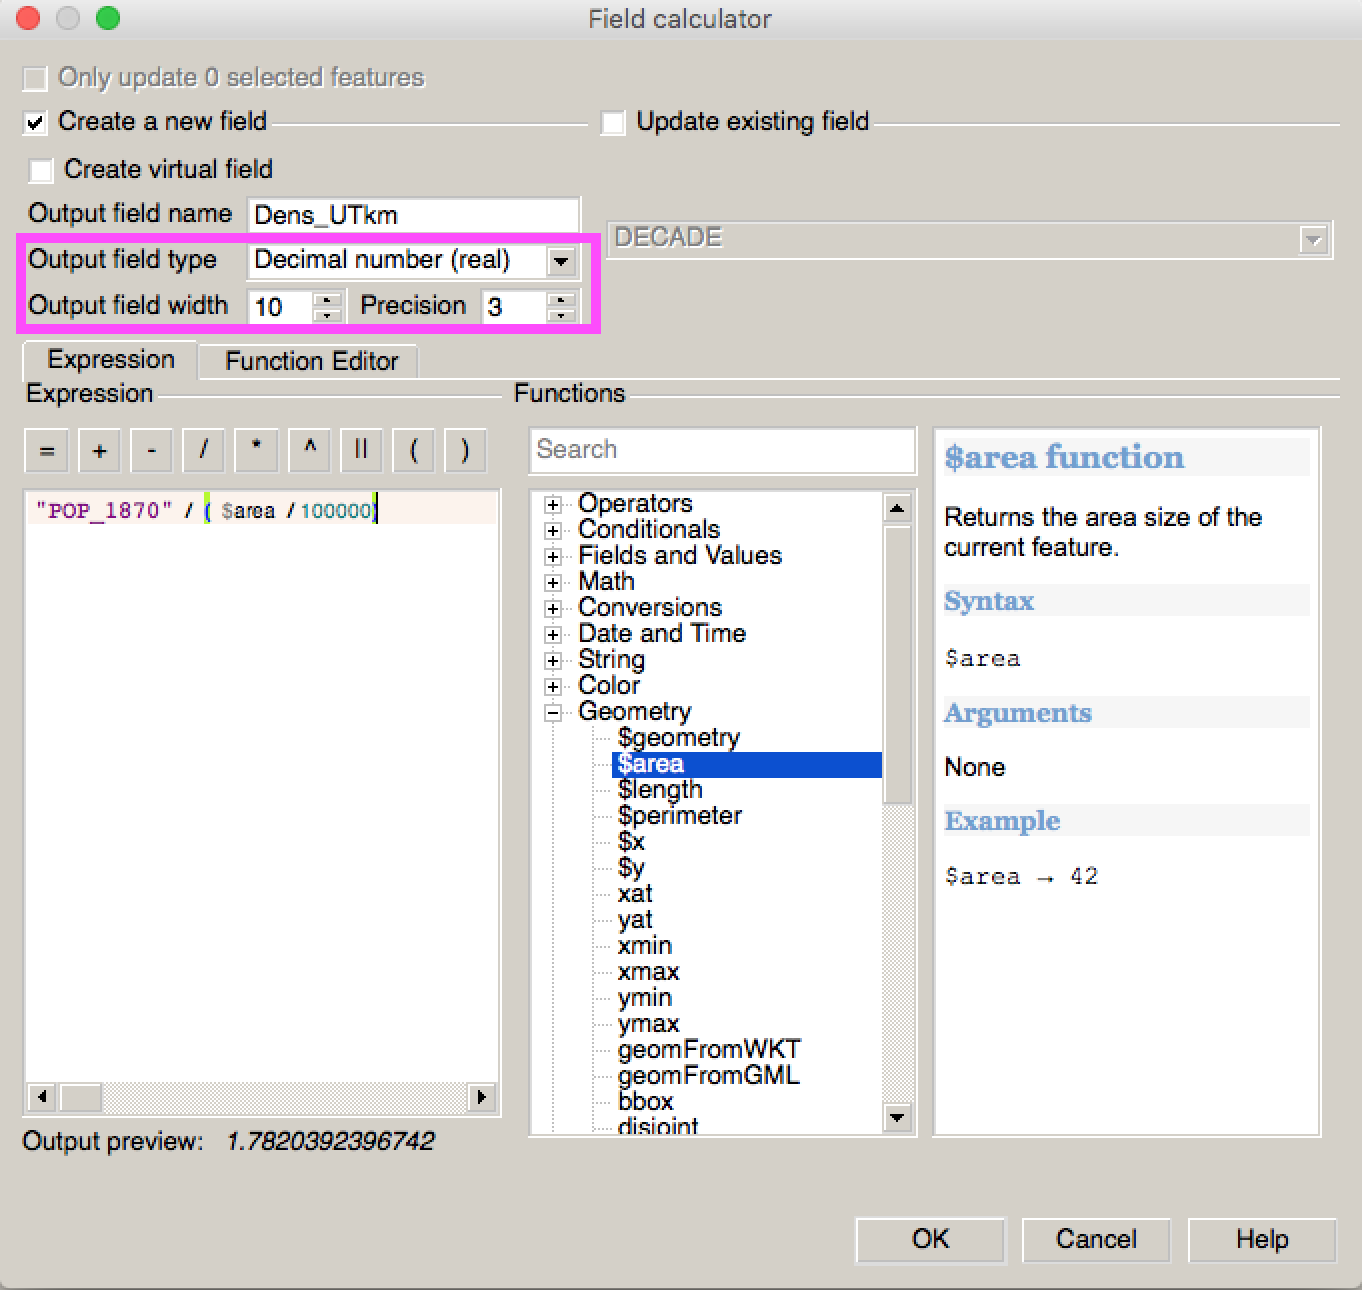 Field calculator
Only update 0 selected features
Create a new field
Update existing field
Create virtual field
Output field name Dens_UTkm
DECADE
Output field type Decimal number (real)
Output field width 10 Precision 3
Expression Function Editor
Expression
= + - / * ^ || ( )
"POP_1870" / ( $area / 100000)
Output preview: 1.7820392396742
Functions
Search
Operators
Conditionals
Fields and Values
Math
Conversions
Date and Time
String
Color
Geometry
$geometry
$area
$length
$perimeter
$x
$y
xat
yat
xmin
xmax
ymin
ymax
geomFromWKT
geomFromGML
bbox
disjoint
$area function
Returns the area size of the
current feature.
Syntax
$area
Arguments
None
Example
$area → 42
OK Cancel Help